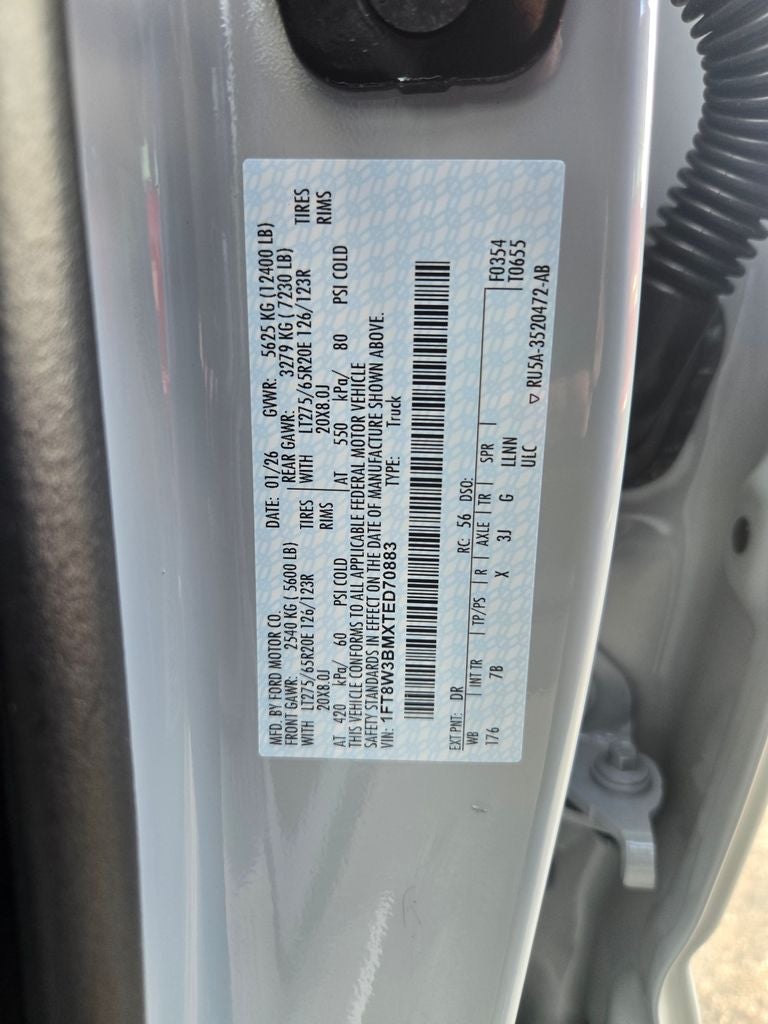 MFD. BY FORD MOTOR CO. DATE: 01/26 GVWR: 5625 KG (12400 LB)
FRONT GAWR: 2540 KG ( 5600 LB) REAR GAWR: 3279 KG ( 7230 LB)
WITH LT275/65R20E 126/123R TIRES WITH LT275/65R20E 126/123R TIRES
20X8.0J RIMS 20X8.0J RIMS
AT 420 kPa/ 60 PSI COLD AT 550 kPa/ 80 PSI COLD
THIS VEHICLE CONFORMS TO ALL APPLICABLE FEDERAL MOTOR VEHICLE
SAFETY STANDARDS IN EFFECT ON THE DATE OF MANUFACTURE SHOWN ABOVE.
VIN: 1FT8W3BMXTED70883 TYPE: Truck
EXT PNT: DR RC: 56 DSO: F0354
WB INT TR TP/PS R AXLE TR SPR T0655
176 7B X 3J G LLNN
ULC
▽ RU5A-3520472-AB